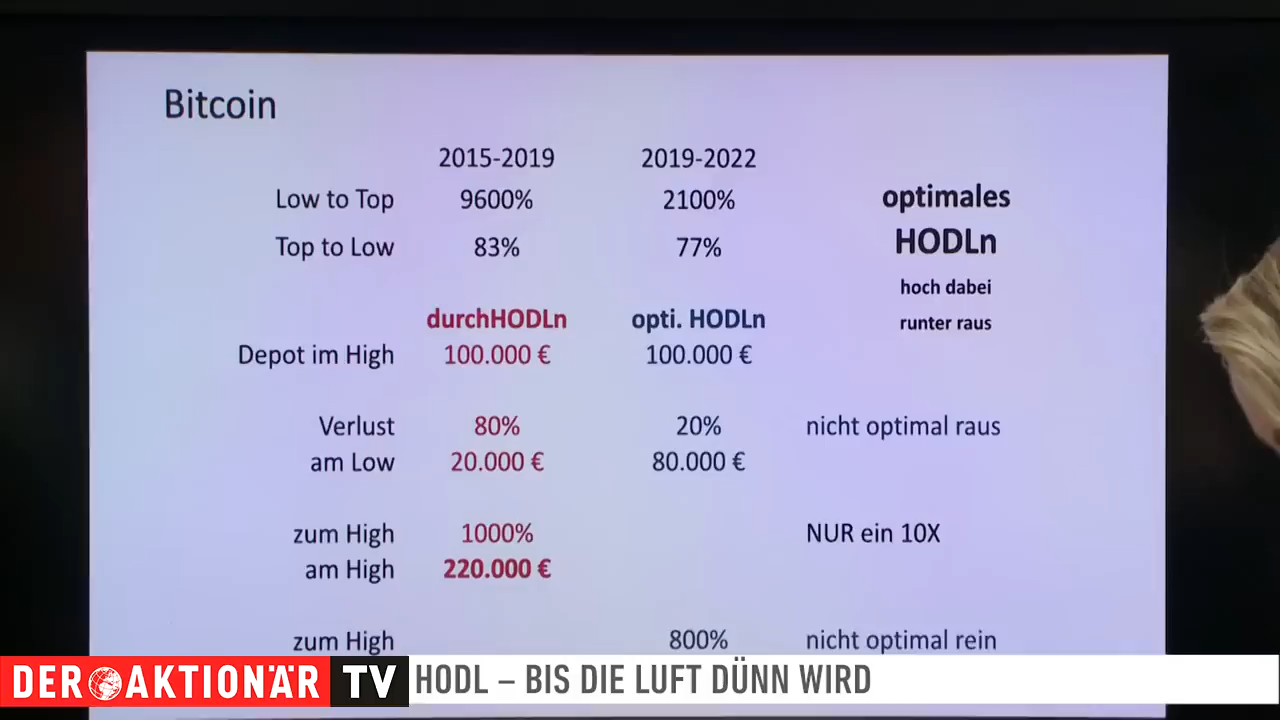 Bitcoin
2015-2019 2019-2022
Low to Top 9600% 2100% optimales
Top to Low 83% 77% HODLn
hoch dabei
durchHODLn opti. HODLn runter raus
Depot im High 100.000 € 100.000 €
Verlust 80% 20% nicht optimal raus
am Low 20.000 € 80.000 €
zum High 1000% NUR ein 10X
am High 220.000 €
zum High 800% nicht optimal rein
DER AKTIONÄR TV HODL – BIS DIE LUFT DÜNN WIRD